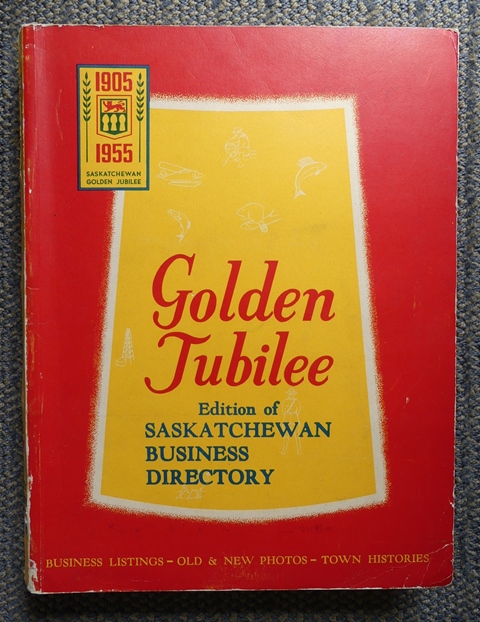 1905
1955
SASKATCHEWAN
GOLDEN JUBILEE
Golden
Jubilee
Edition of
SASKATCHEWAN
BUSINESS
DIRECTORY
BUSINESS LISTINGS - OLD & NEW PHOTOS - TOWN HISTORIES